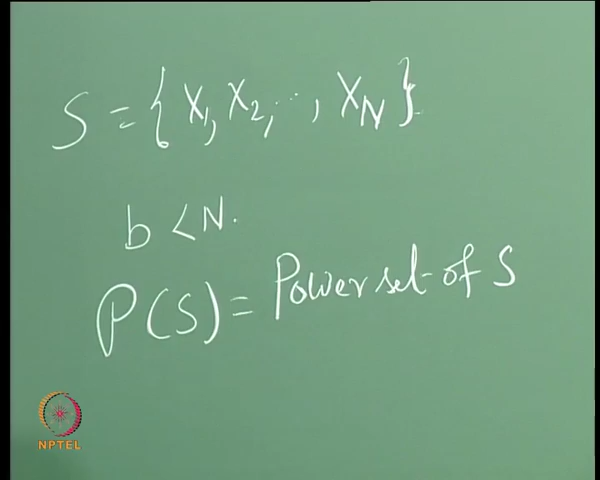 S = { X1, X2, ..., XN }
b < N.
P(S) = Power set of S
NPTEL